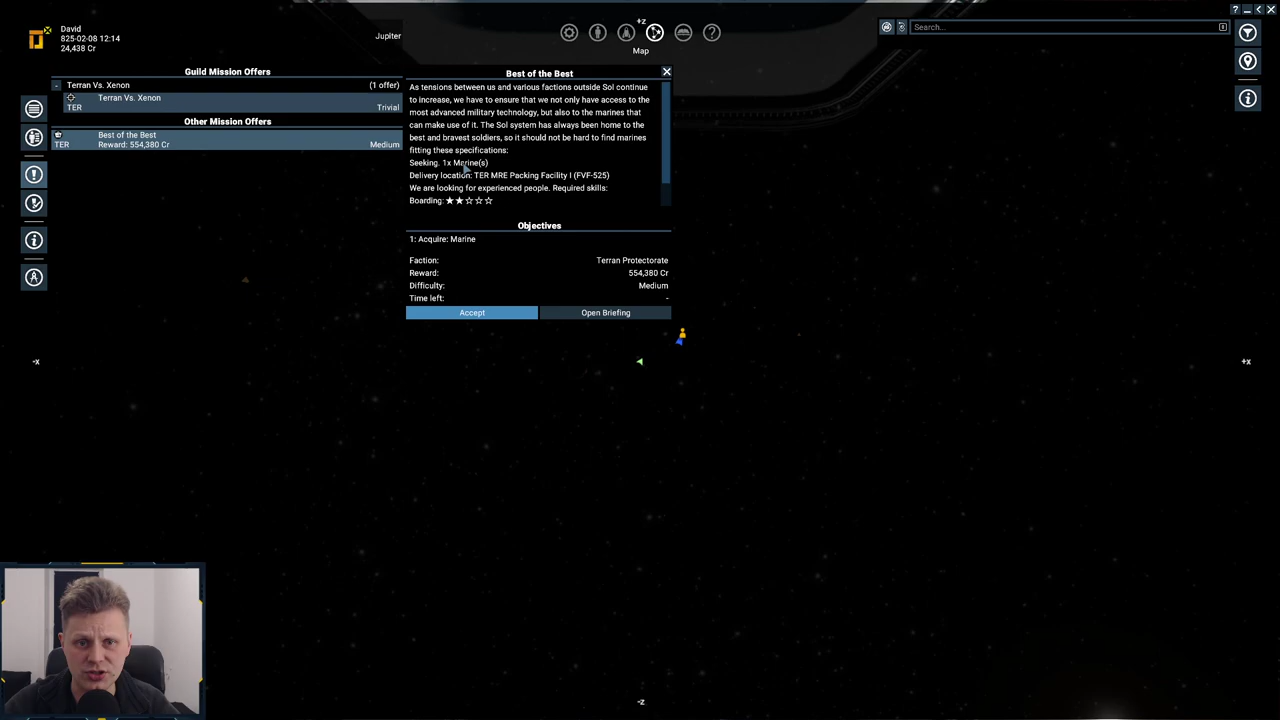 David
825-02-08 12:14
24,438 Cr
Jupiter
+z
Map
Search...
Guild Mission Offers
Terran Vs. Xenon (1 offer)
Terran Vs. Xenon
TER Trivial
Other Mission Offers
Best of the Best
TER Reward: 554,380 Cr Medium
Best of the Best
As tensions between us and various factions outside Sol continue
to increase, we have to ensure that we not only have access to the
most advanced military technology, but also to the marines that
can make use of it. The Sol system has always been home to the
best and bravest soldiers, so it should not be hard to find marines
fitting these specifications:
Seeking. 1x Marine(s)
Delivery location: TER MRE Packing Facility I (FVF-525)
We are looking for experienced people. Required skills:
Boarding: ★★☆☆☆
Objectives
1: Acquire: Marine
Faction: Terran Protectorate
Reward: 554,380 Cr
Difficulty: Medium
Time left: -
Accept Open Briefing
-x
+x
-z